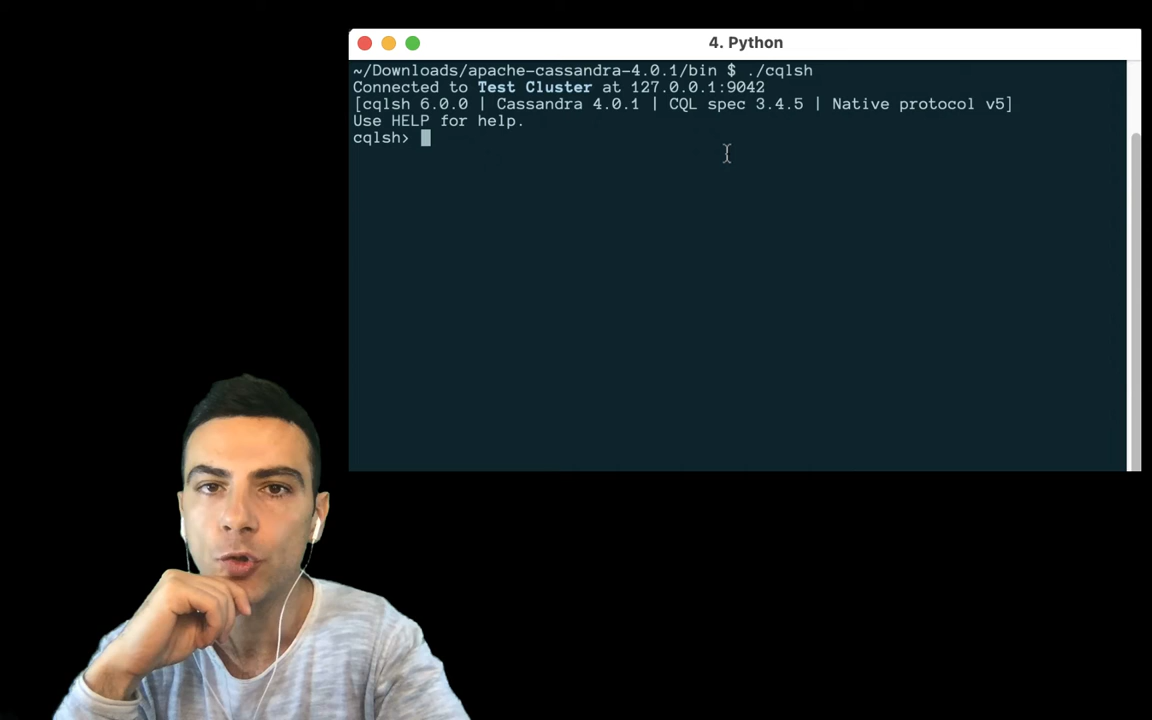 4. Python
~/Downloads/apache-cassandra-4.0.1/bin $ ./cqlsh
Connected to Test Cluster at 127.0.0.1:9042
[cqlsh 6.0.0 | Cassandra 4.0.1 | CQL spec 3.4.5 | Native protocol v5]
Use HELP for help.
cqlsh>